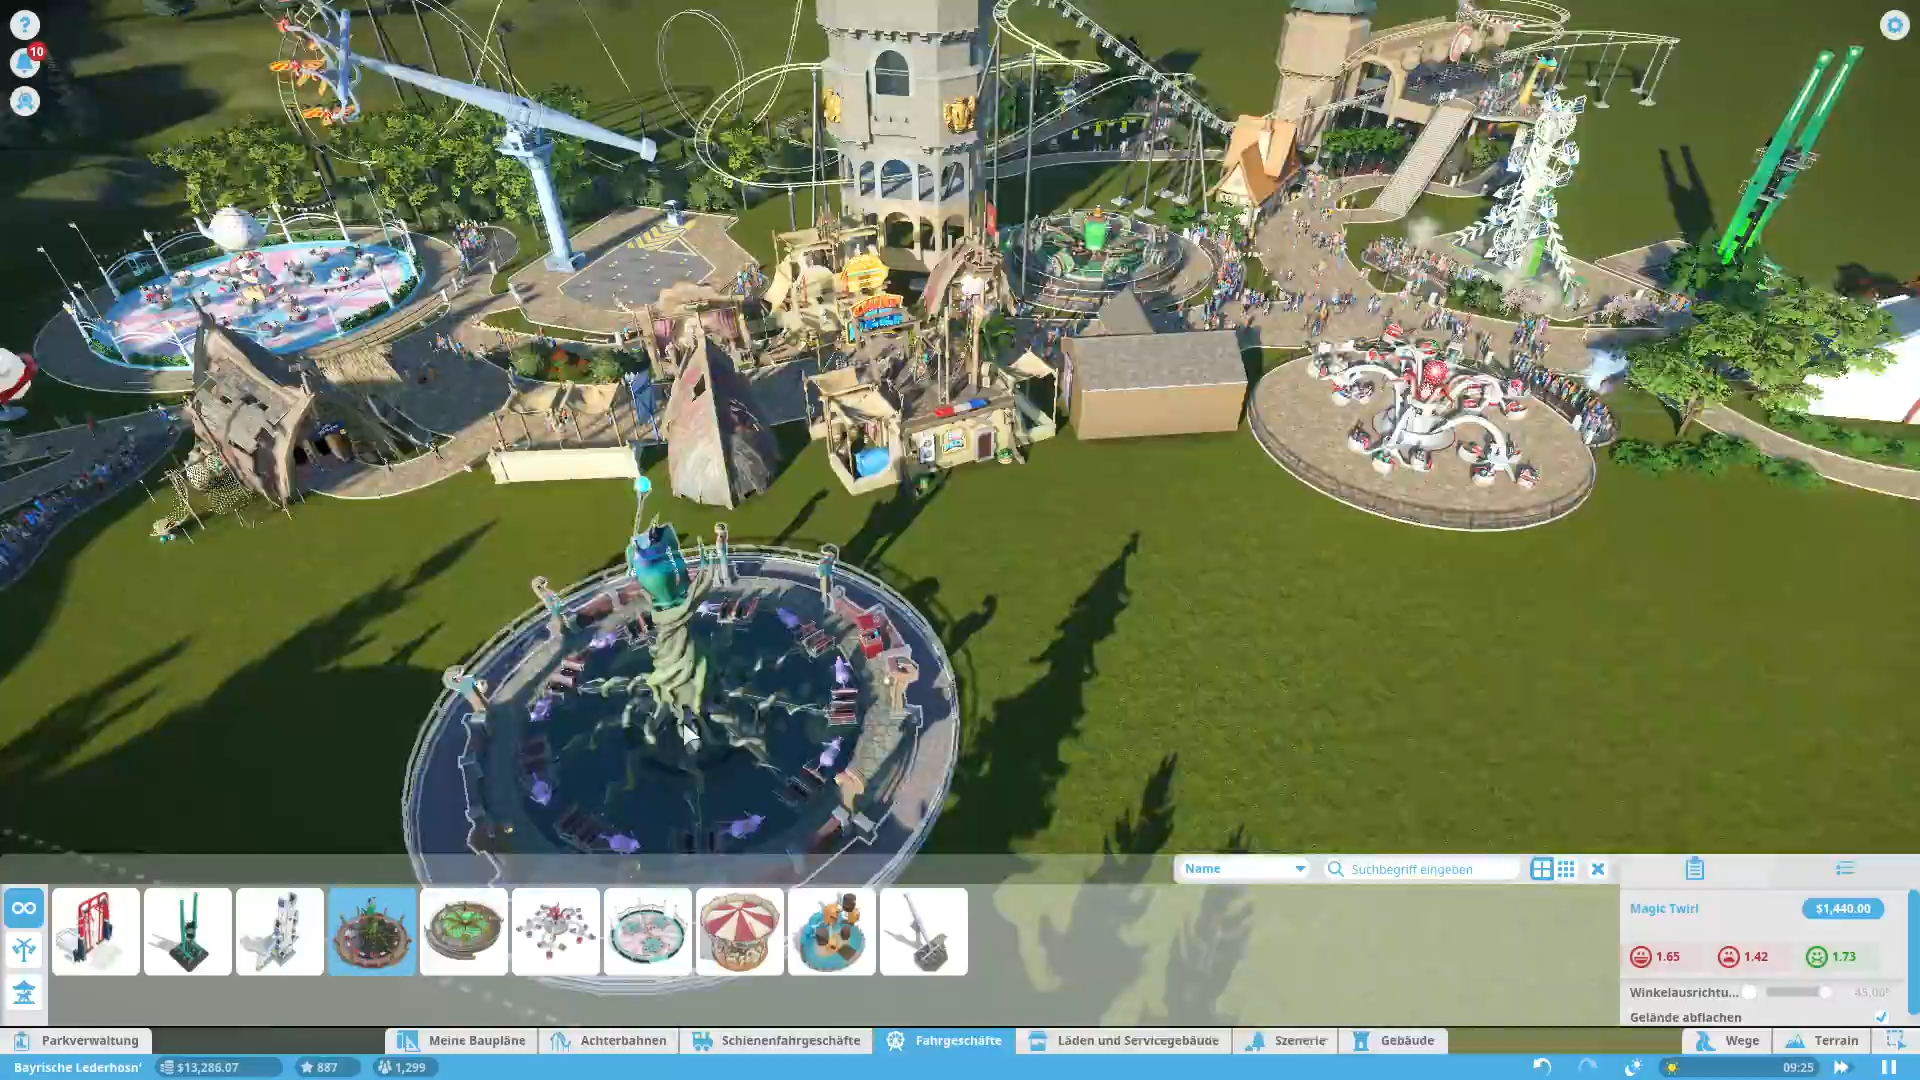 ?
10
Name
Suchbegriff eingeben
Magic Twirl
$1,440.00
1.65
1.42
1.73
Winkelausrichtu...
45.00°
Gelände abflachen
Parkverwaltung
Meine Baupläne
Achterbahnen
Schienenfahrgeschäfte
Fahrgeschäfte
Läden und Servicegebäude
Szenerie
Gebäude
Wege
Terrain
Bayrische Lederhosn'
$13,286.07
887
1,299
09:25